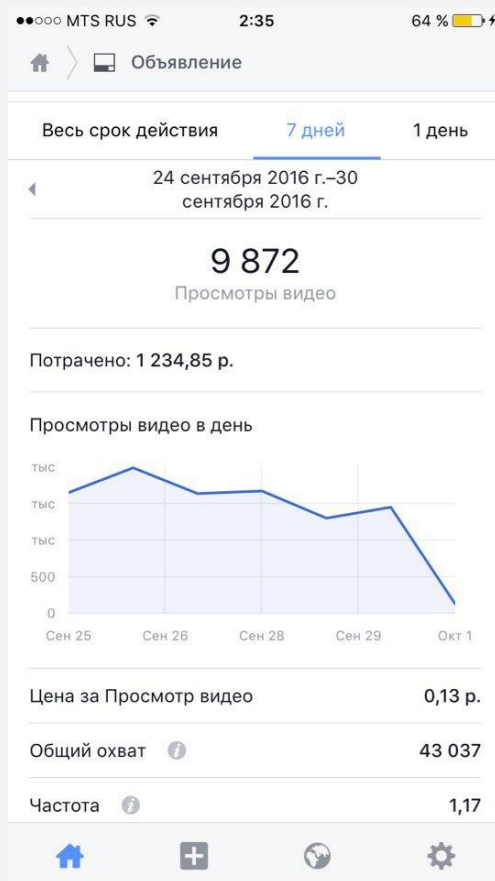 MTS RUS 2:35 64 %
Объявление
Весь срок действия 7 дней 1 день
24 сентября 2016 г.–30
сентября 2016 г.
9 872
Просмотры видео
Потрачено: 1 234,85 р.
Просмотры видео в день
тыс
тыс
тыс
500
0
Сен 25 Сен 26 Сен 28 Сен 29 Окт 1
Цена за Просмотр видео 0,13 р.
Общий охват 43 037
Частота 1,17